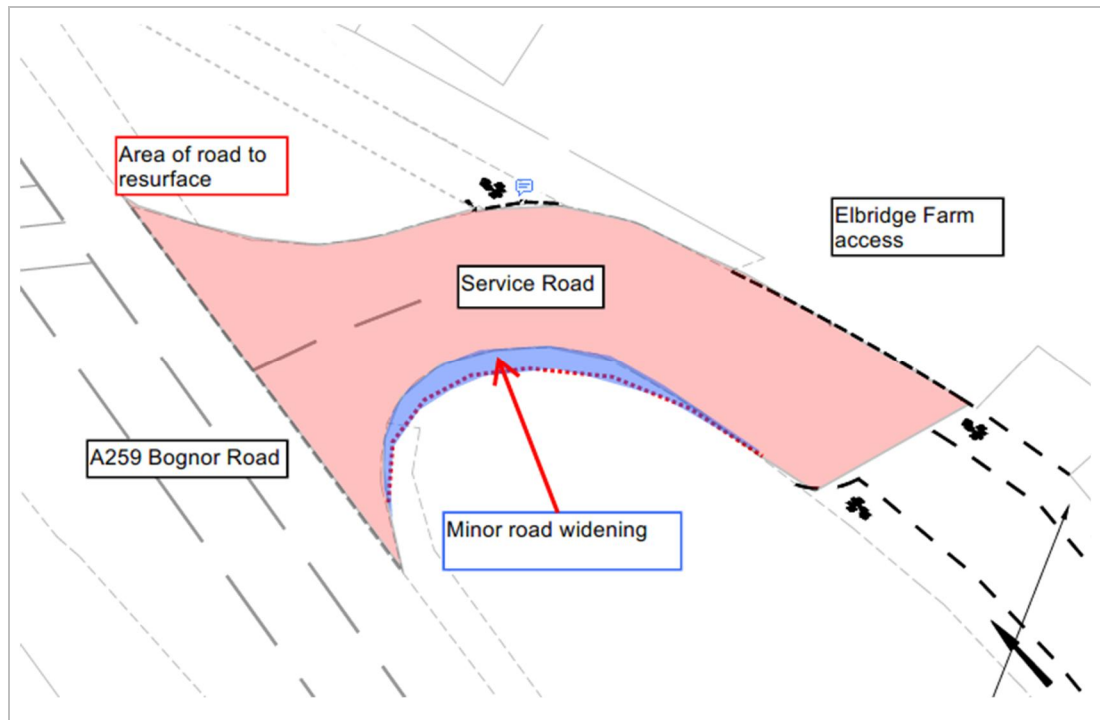 Area of road to
resurface
Elbridge Farm
access
Service Road
A259 Bognor Road
Minor road widening